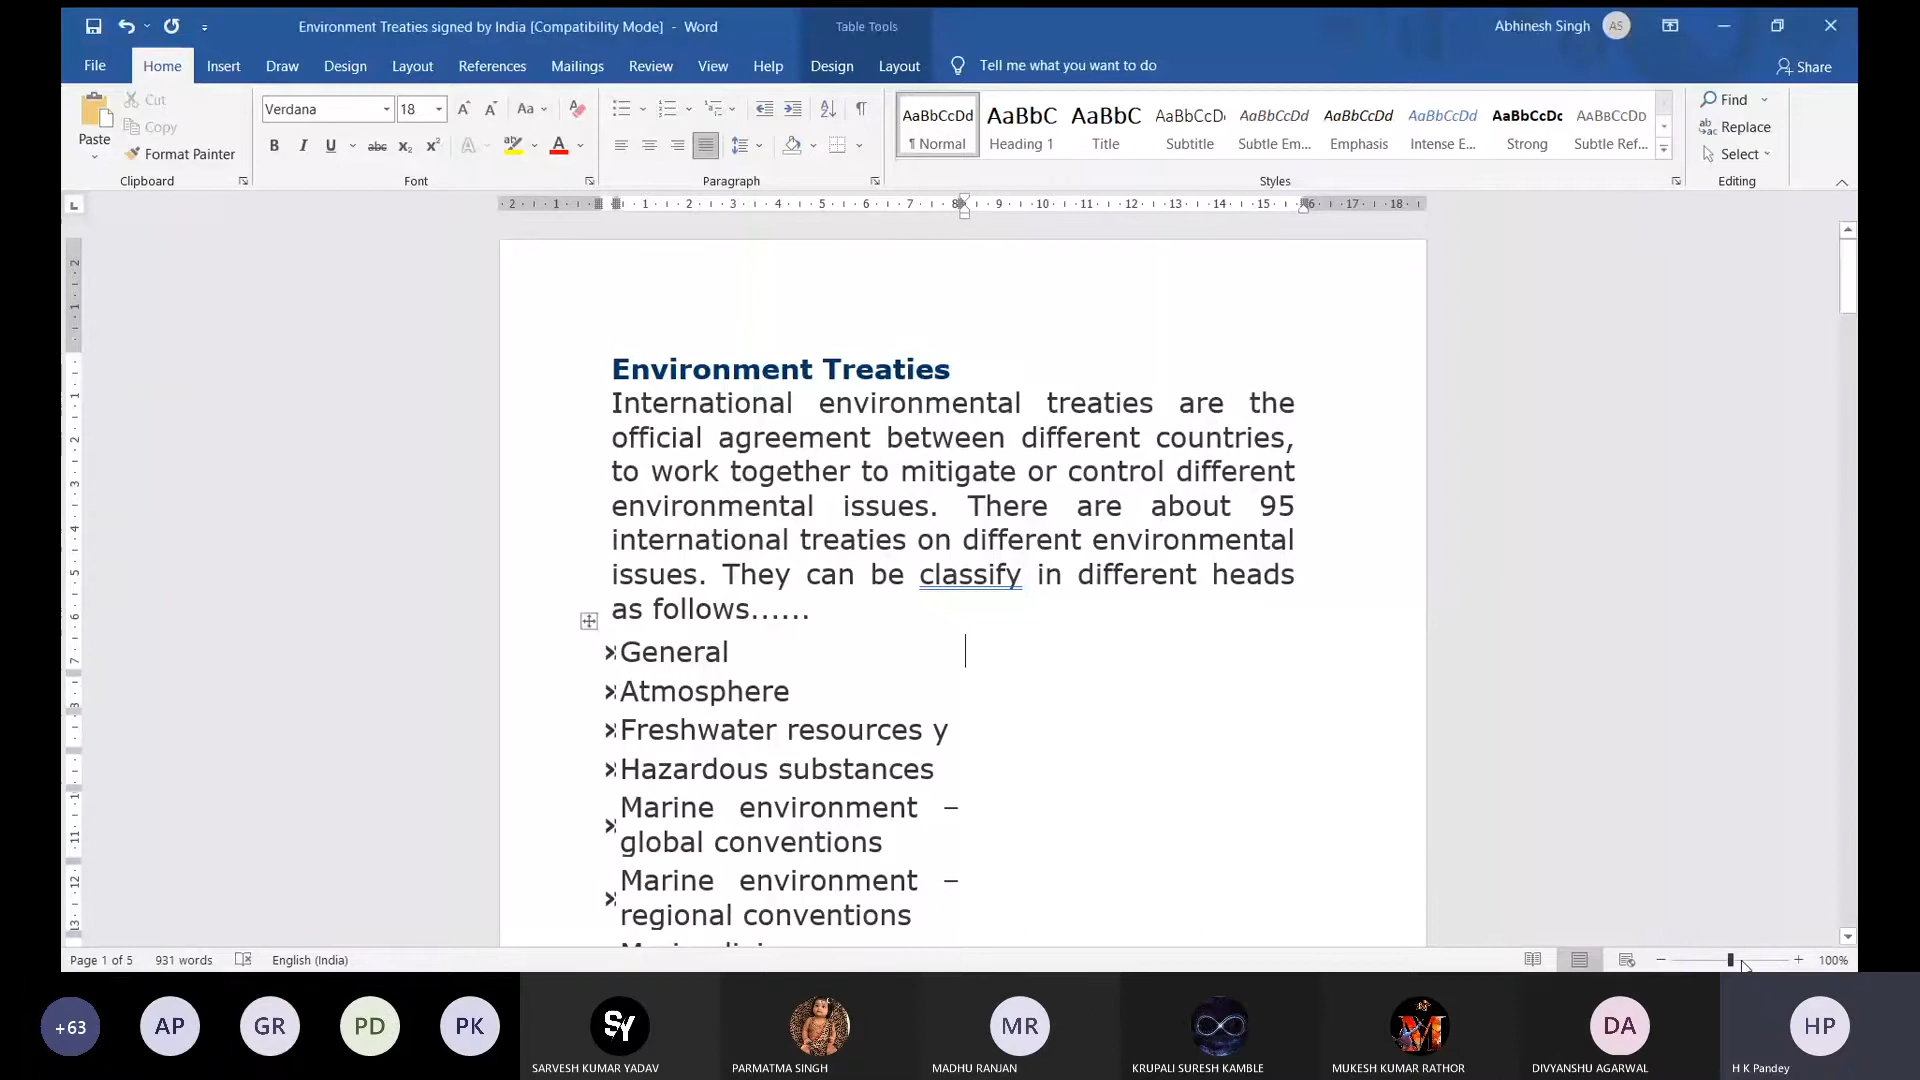 Environment Treaties signed by India [Compatibility Mode] - Word
Table Tools
Abhinesh Singh
AS
File
Home
Insert
Draw
Design
Layout
References
Mailings
Review
View
Help
Design
Layout
Tell me what you want to do
Share
Paste
Cut
Copy
Format Painter
Clipboard
Verdana
18
Font
Paragraph
AaBbCcDd
¶ Normal
AaBbC
Heading 1
AaBbC
Title
AaBbCcD
Subtitle
AaBbCcDd
Subtle Em...
AaBbCcDd
Emphasis
AaBbCcDd
Intense E...
AaBbCcDc
Strong
AaBbCcDd
Subtle Ref...
Styles
Find
Replace
Select
Editing
Environment Treaties
International environmental treaties are the
official agreement between different countries,
to work together to mitigate or control different
environmental issues. There are about 95
international treaties on different environmental
issues. They can be classify in different heads
as follows......
General
Atmosphere
Freshwater resources y
Hazardous substances
Marine environment –
global conventions
Marine environment –
regional conventions
Page 1 of 5
931 words
English (India)
100%
+63
AP
GR
PD
PK
SY
MR
M
DA
HP
SARVESH KUMAR YADAV
PARMATMA SINGH
MADHU RANJAN
KRUPALI SURESH KAMBLE
MUKESH KUMAR RATHOR
DIVYANSHU AGARWAL
H K Pandey